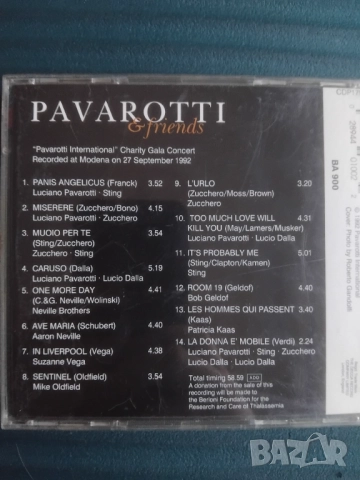 PAVAROTTI
& friends
"Pavarotti International" Charity Gala Concert
Recorded at Modena on 27 September 1992
1. PANIS ANGELICUS (Franck) 3.52
Luciano Pavarotti · Sting
2. MISERERE (Zucchero/Bono) 4.15
Luciano Pavarotti · Zucchero
3. MUOIO PER TE 3.54
(Sting/Zucchero)
Sting · Zucchero
4. CARUSO (Dalla) 5.19
Luciano Pavarotti · Lucio Dalla
5. ONE MORE DAY 4.40
(C.&G. Neville/Wolinski)
Neville Brothers
6. AVE MARIA (Schubert) 4.40
Aaron Neville
7. IN LIVERPOOL (Vega) 4.38
Suzanne Vega
8. SENTINEL (Oldfield) 3.54
Mike Oldfield
9. L'URLO 3.20
(Zucchero/Moss/Brown)
Zucchero
10. TOO MUCH LOVE WILL 4.31
KILL YOU (May/Lamers/Musker)
Lucio Dalla
11. IT'S PROBABLY ME 5.01
(Sting/Clapton/Kamen)
Sting
12. ROOM 19 (Geldof)
Bob Geldof
13. LES HOMMES QUI PASSENT
(Kaas)
Patricia Kaas
14. LA DONNA E' MOBILE (Verdi) 2.24
Luciano Pavarotti · Sting · Zucchero
Lucio Dalla · Lucio Dalla
Total timing 58.59
A donation from the sale of this
recording will be made to
the Berloni Foundation for the
Research and Care of Thalassemia
BA 900
bazar.bg